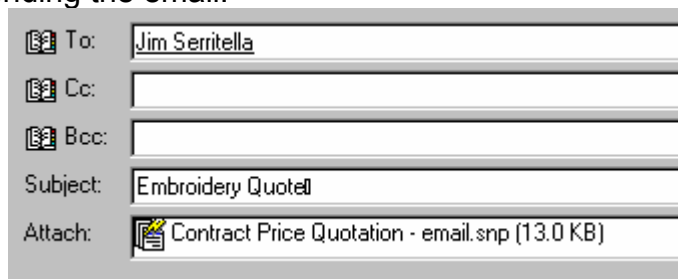 nding the email.
To: Jim Serritella
Cc:
Bcc:
Subject: Embroidery Quote
Attach: Contract Price Quotation - email.snp (13.0 KB)